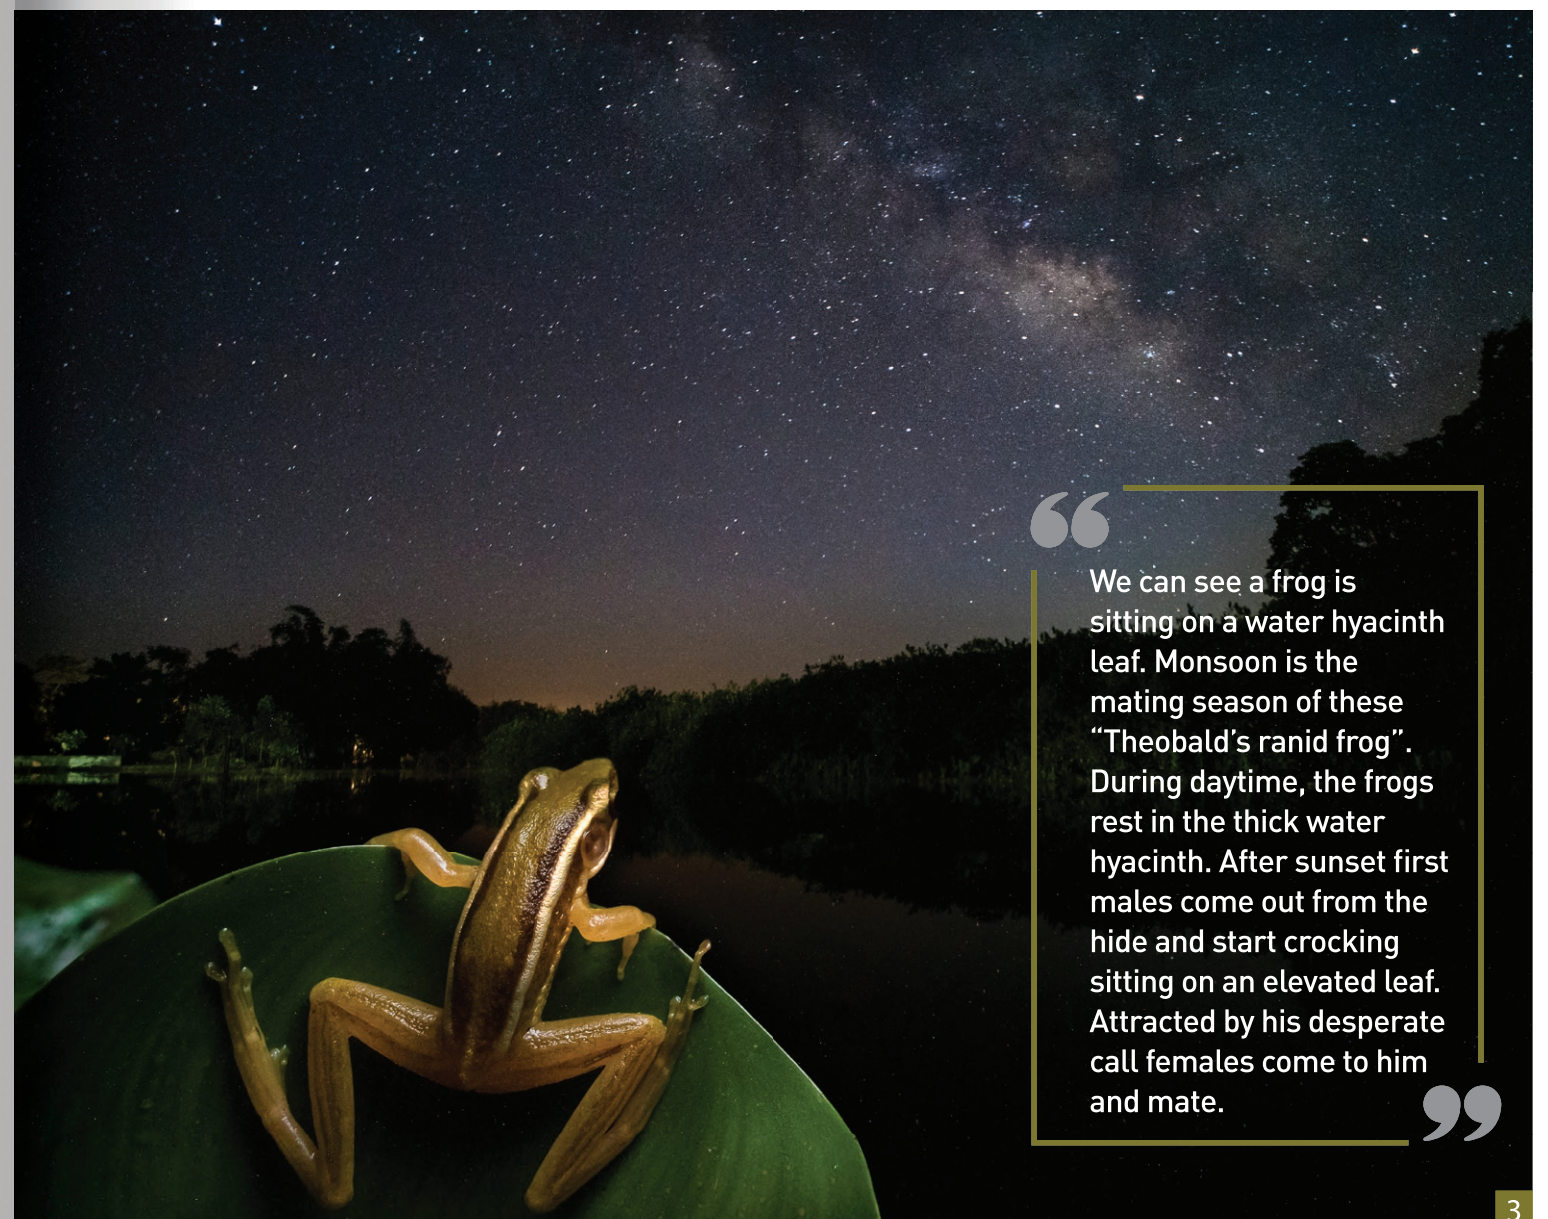 We can see a frog is
sitting on a water hyacinth
leaf. Monsoon is the
mating season of these
“Theobald’s ranid frog”.
During daytime, the frogs
rest in the thick water
hyacinth. After sunset first
males come out from the
hide and start crocking
sitting on an elevated leaf.
Attracted by his desperate
call females come to him
and mate.
3